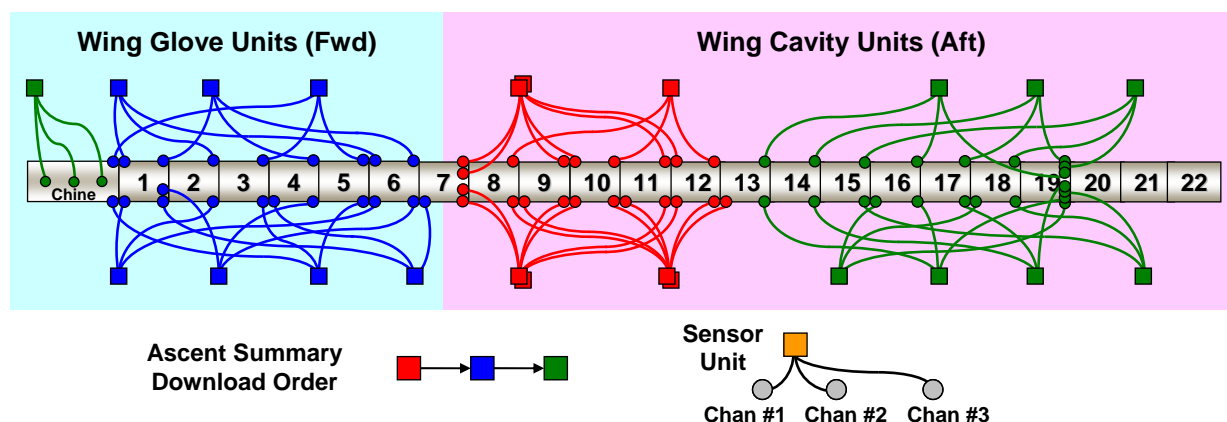 Wing Glove Units (Fwd)
Wing Cavity Units (Aft)
Chine
1 2 3 4 5 6 7 8 9 10 11 12 13 14 15 16 17 18 19 20 21 22
Ascent Summary
Download Order
Sensor
Unit
Chan #1 Chan #2 Chan #3